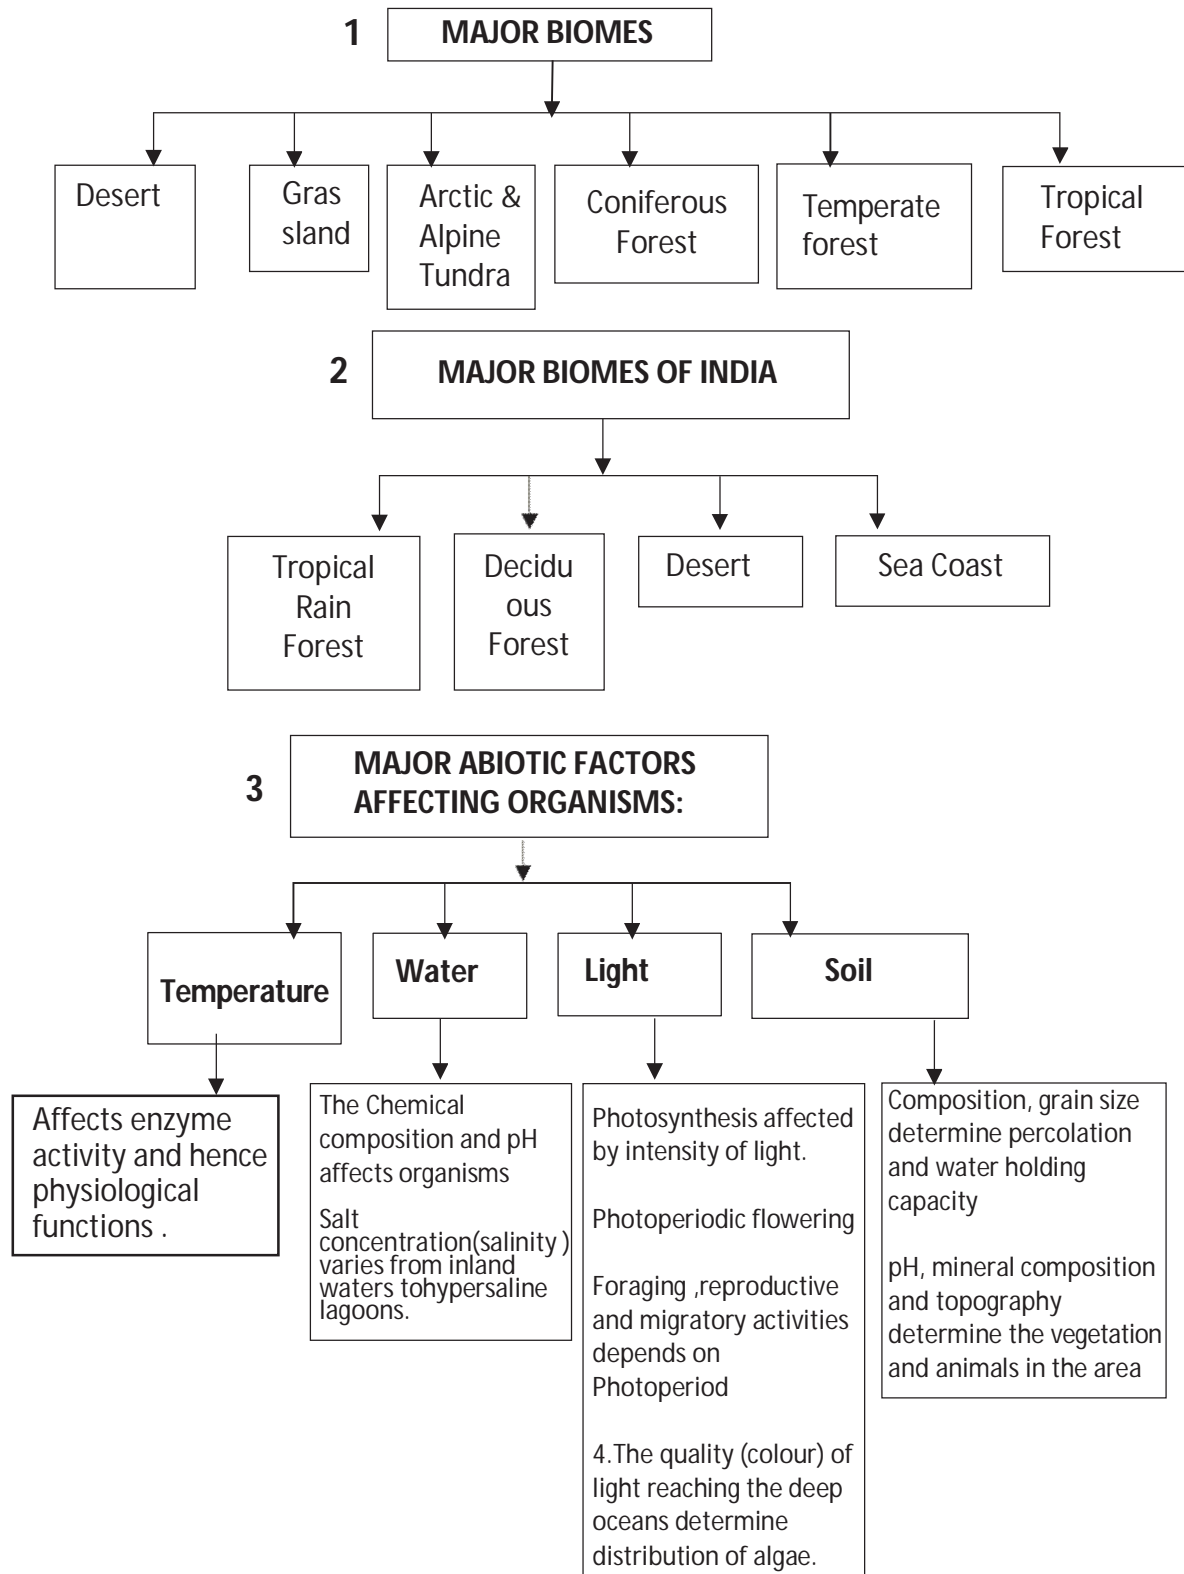 1
MAJOR BIOMES
Desert
Gras
sland
Arctic &
Alpine
Tundra
Coniferous
Forest
Temperate
forest
Tropical
Forest
2
MAJOR BIOMES OF INDIA
Tropical
Rain
Forest
Decidu
ous
Forest
Desert
Sea Coast
3
MAJOR ABIOTIC FACTORS
AFFECTING ORGANISMS:
Temperature
Water
Light
Soil
Affects enzyme
activity and hence
physiological
functions .
The Chemical
composition and pH
affects organisms
Salt
concentration(salinity )
varies from inland
waters tohypersaline
lagoons.
Photosynthesis affected
by intensity of light.
Photoperiodic flowering
Foraging ,reproductive
and migratory activities
depends on
Photoperiod
4.The quality (colour) of
light reaching the deep
oceans determine
distribution of algae.
Composition, grain size
determine percolation
and water holding
capacity
pH, mineral composition
and topography
determine the vegetation
and animals in the area